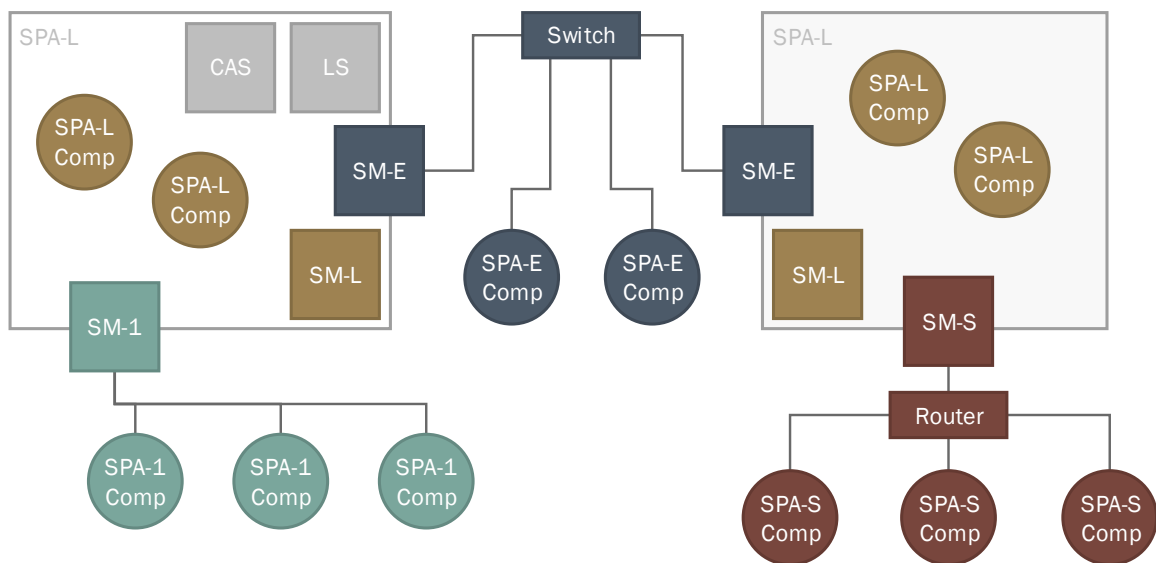 SPA-L
CAS
LS
SPA-L
Comp
SPA-L
Comp
SM-E
SM-L
SM-1
SPA-1
Comp
SPA-1
Comp
SPA-1
Comp
Switch
SPA-E
Comp
SPA-E
Comp
SPA-L
SPA-L
Comp
SPA-L
Comp
SM-E
SM-L
SM-S
Router
SPA-S
Comp
SPA-S
Comp
SPA-S
Comp